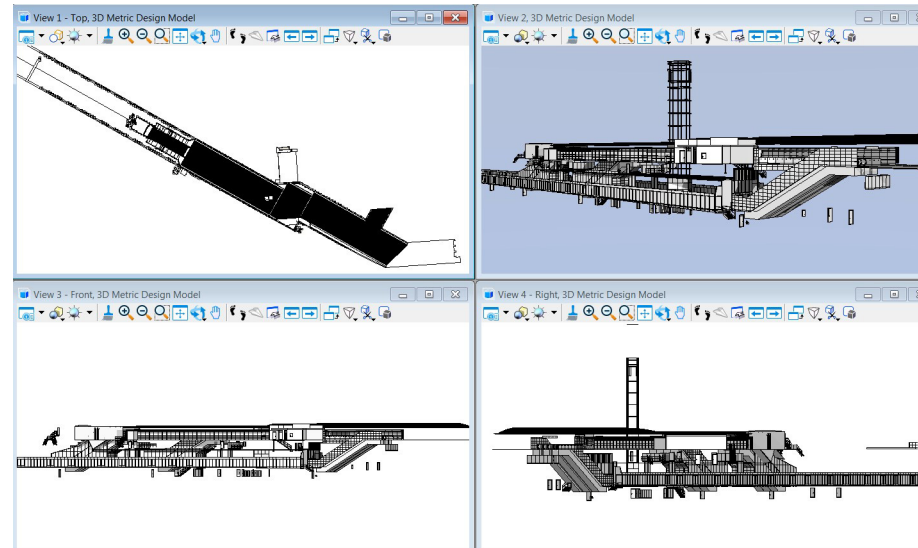 View 1 - Top, 3D Metric Design Model
View 2, 3D Metric Design Model
View 3 - Front, 3D Metric Design Model
View 4 - Right, 3D Metric Design Model